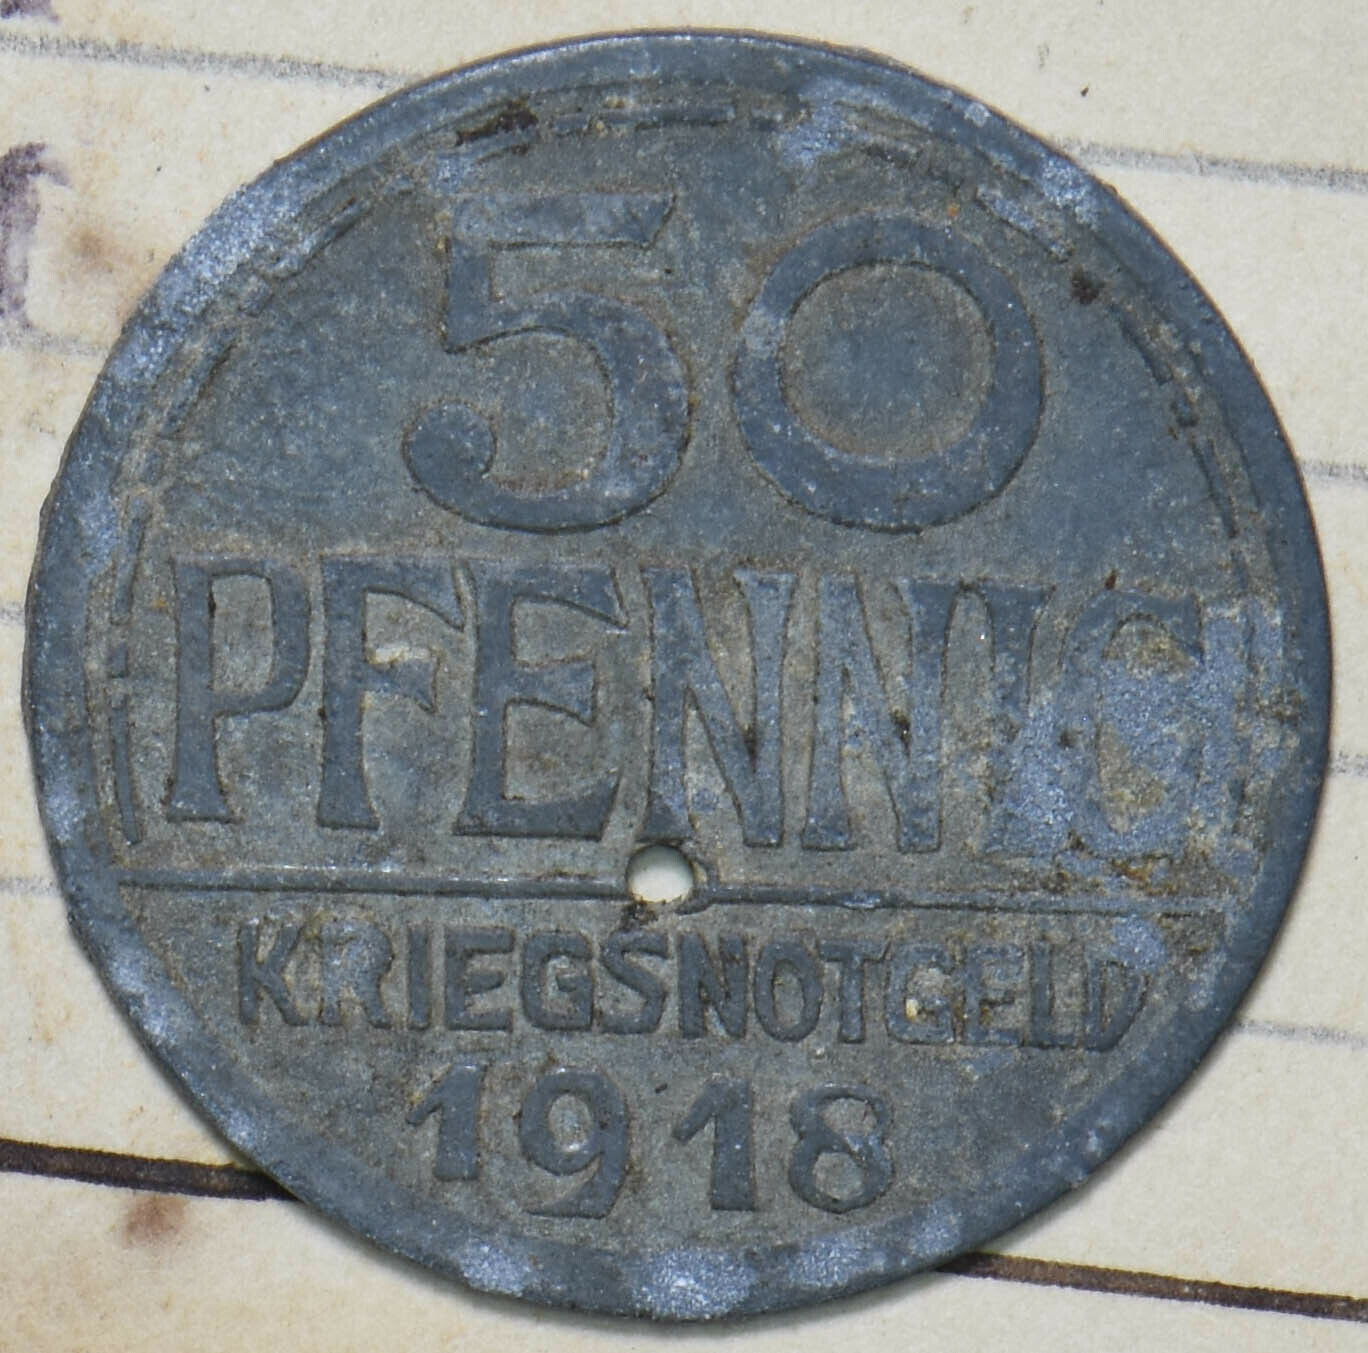 50
PFENNIG
KRIEGSNOTGELD
1918